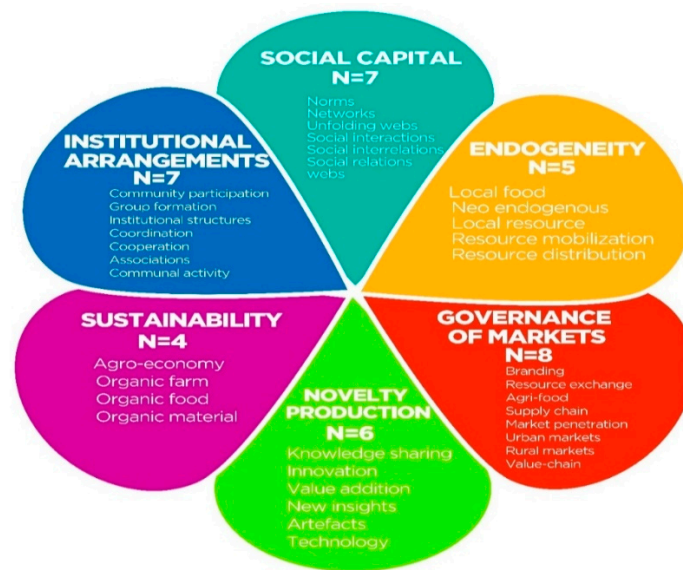 SOCIAL CAPITAL
N=7
Norms
Networks
Unfolding webs
Social interactions
Social interrelations
Social relations
webs
INSTITUTIONAL
ARRANGEMENTS
N=7
Community participation
Group formation
Institutional structures
Coordination
Cooperation
Associations
Communal activity
ENDOGENEITY
N=5
Local food
Neo endogenous
Local resource
Resource mobilization
Resource distribution
SUSTAINABILITY
N=4
Agro-economy
Organic farm
Organic food
Organic material
GOVERNANCE
OF MARKETS
N=8
Branding
Resource exchange
Agri-food
Supply chain
Market penetration
Urban markets
Rural markets
Value-chain
NOVELTY
PRODUCTION
N=6
Knowledge sharing
Innovation
Value addition
New insights
Artefacts
Technology